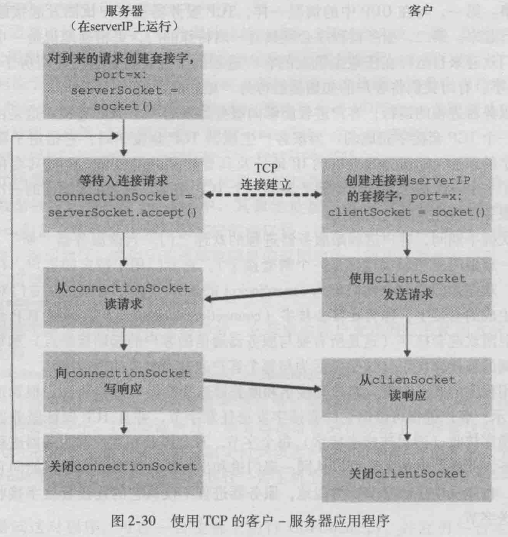 服务器
(在serverIP上运行)
客户
对到来的请求创建套接字,
port=x:
serverSocket =
socket()
等待入连接请求
connectionSocket =
serverSocket.accept()
TCP
连接建立
创建连接到serverIP
的套接字, port=x:
clientSocket = socket()
使用clientSocket
发送请求
从connectionSocket
读请求
向connectionSocket
写响应
从clienSocket
读响应
关闭connectionSocket
关闭clientSocket
图 2-30 使用 TCP 的客户-服务器应用程序